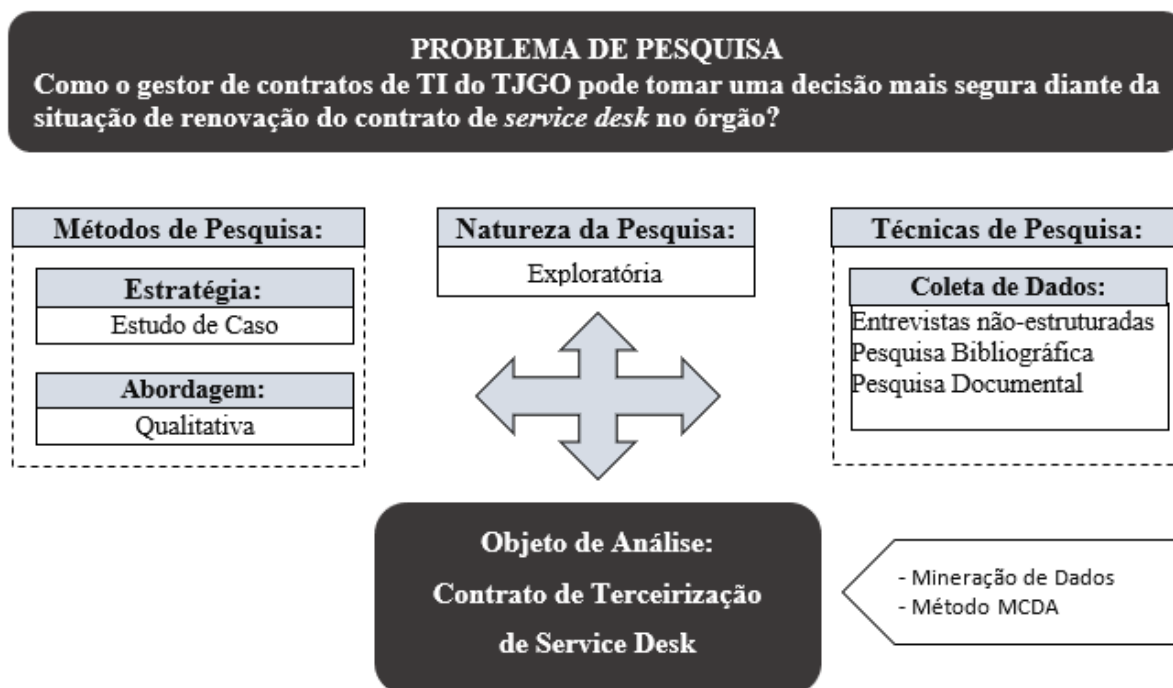 PROBLEMA DE PESQUISA
Como o gestor de contratos de TI do TJGO pode tomar uma decisão mais segura diante da
situação de renovação do contrato de service desk no órgão?
Métodos de Pesquisa:
Estratégia:
Estudo de Caso
Abordagem:
Qualitativa
Natureza da Pesquisa:
Exploratória
Técnicas de Pesquisa:
Coleta de Dados:
Entrevistas não-estruturadas
Pesquisa Bibliográfica
Pesquisa Documental
Objeto de Análise:
Contrato de Terceirização
de Service Desk
- Mineração de Dados
- Método MCDA